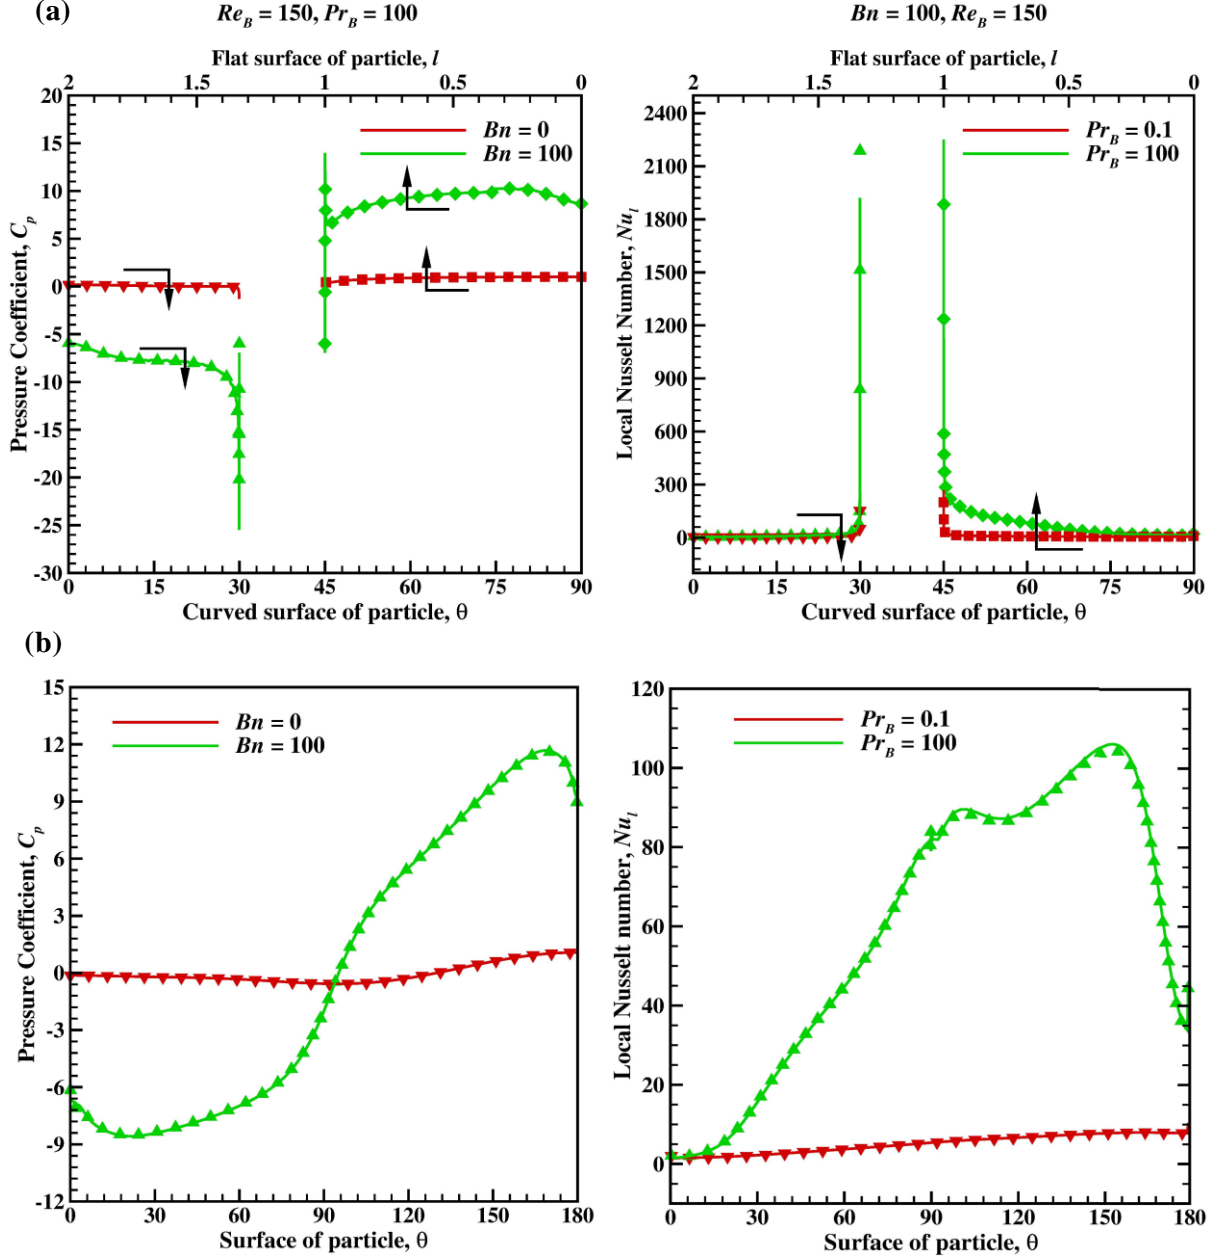 (a)
Re_B = 150, Pr_B = 100
Bn = 100, Re_B = 150
Flat surface of particle, l
2 1.5 1 0.5 0
20
15
10
5
0
-5
-10
-15
-20
-25
-30
Pressure Coefficient, C_p
Bn = 0
Bn = 100
0 15 30 45 60 75 90
Curved surface of particle, θ
Flat surface of particle, l
2 1.5 1 0.5 0
2400
2100
1800
1500
1200
900
600
300
0
Local Nusselt Number, Nu_l
Pr_B = 0.1
Pr_B = 100
0 15 30 45 60 75 90
Curved surface of particle, θ
(b)
15
12
9
6
3
0
-3
-6
-9
-12
Pressure Coefficient, C_p
Bn = 0
Bn = 100
0 30 60 90 120 150 180
Surface of particle, θ
120
100
80
60
40
20
0
Local Nusselt number, Nu_l
Pr_B = 0.1
Pr_B = 100
0 30 60 90 120 150 180
Surface of particle, θ